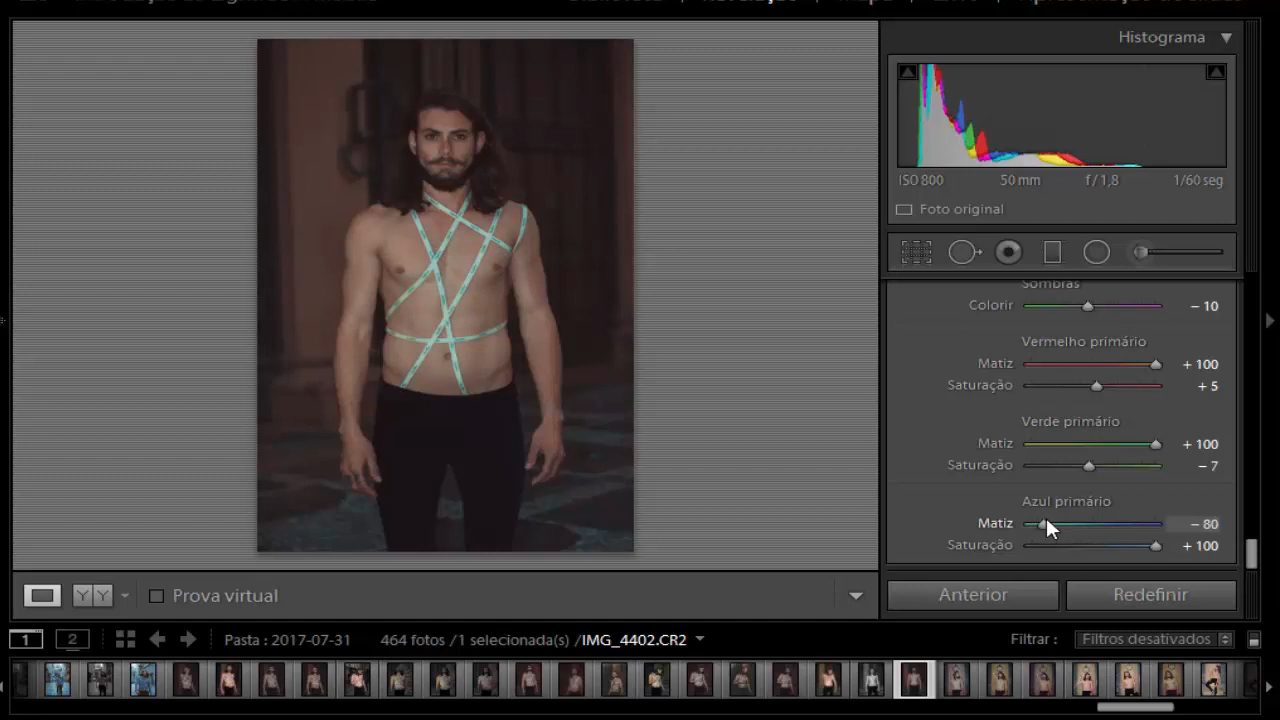 Histograma
ISO 800 50 mm f / 1,8 1/60 seg
Foto original
Sombras
Colorir – 10
Vermelho primário
Matiz + 100
Saturação + 5
Verde primário
Matiz + 100
Saturação – 7
Azul primário
Matiz – 80
Saturação + 100
YY Prova virtual
Anterior Redefinir
1 2 Pasta : 2017-07-31 464 fotos /1 selecionada(s) /IMG_4402.CR2 Filtrar : Filtros desativados